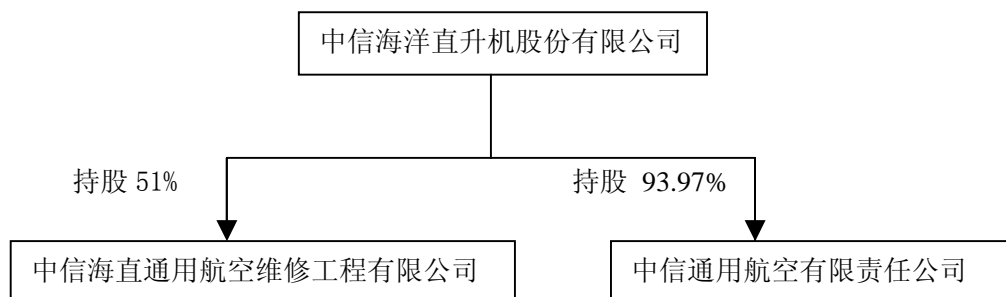 中信海洋直升机股份有限公司
持股 51%
持股 93.97%
中信海直通用航空维修工程有限公司
中信通用航空有限责任公司